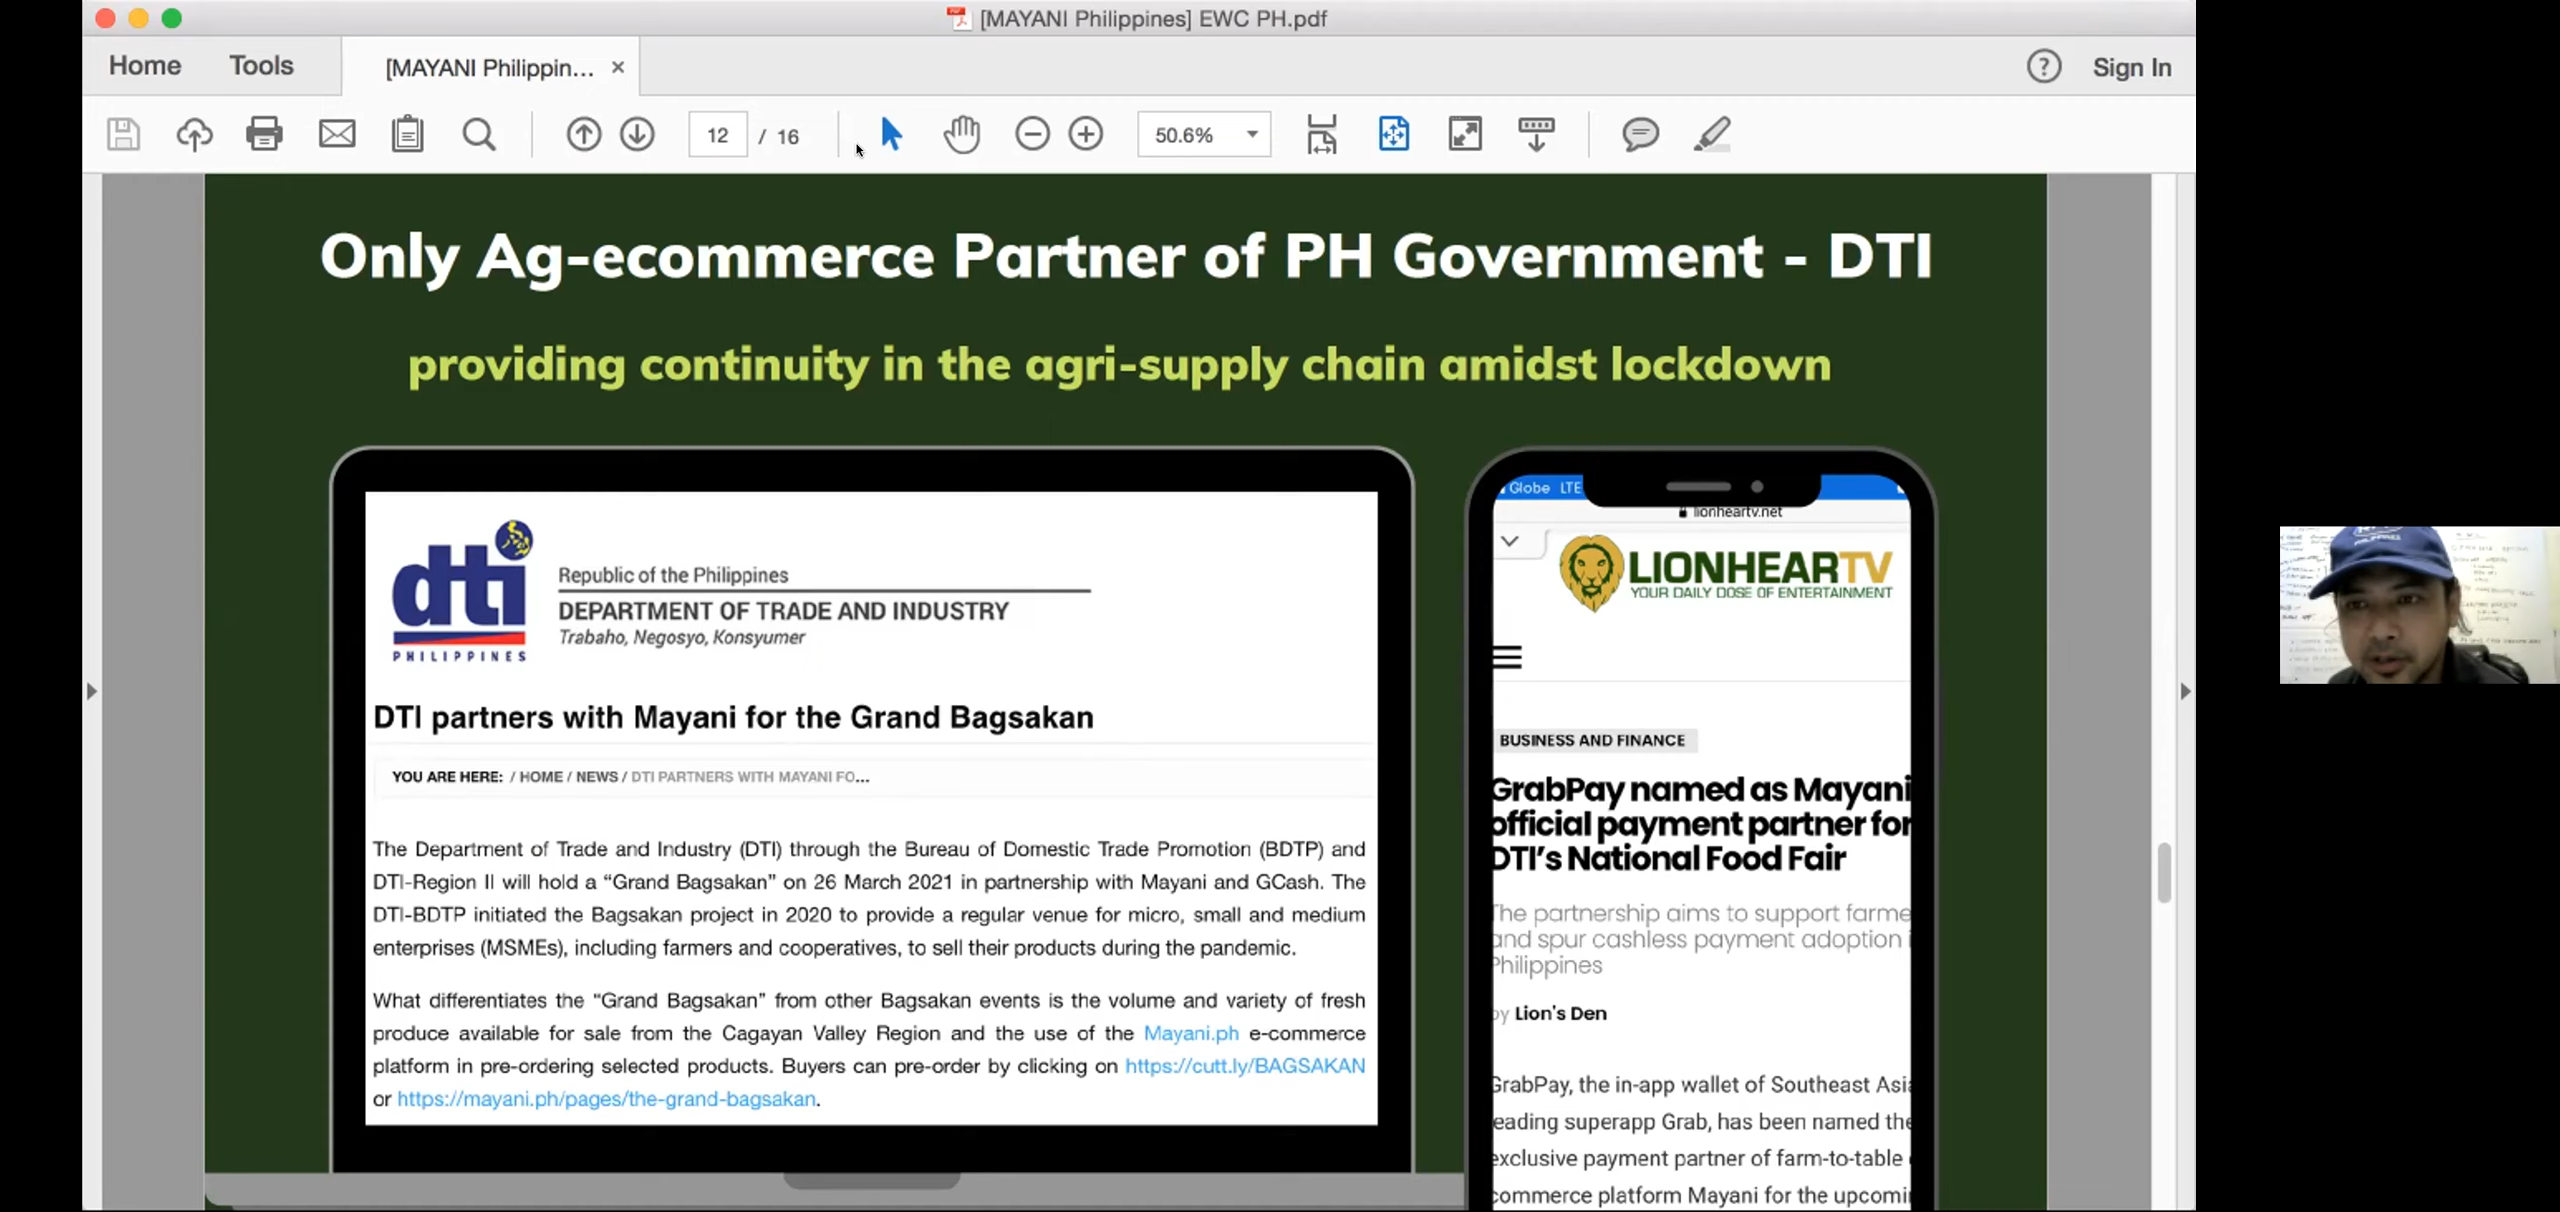 [MAYANI Philippines] EWC PH.pdf
Home
Tools
[MAYANI Philippin... ×
?
Sign In
12 / 16
50.6%
Only Ag-ecommerce Partner of PH Government - DTI
providing continuity in the agri-supply chain amidst lockdown
dti
PHILIPPINES
Republic of the Philippines
DEPARTMENT OF TRADE AND INDUSTRY
Trabaho, Negosyo, Konsyumer
DTI partners with Mayani for the Grand Bagsakan
YOU ARE HERE: / HOME / NEWS / DTI PARTNERS WITH MAYANI FO...
The Department of Trade and Industry (DTI) through the Bureau of Domestic Trade Promotion (BDTP) and
DTI-Region II will hold a “Grand Bagsakan” on 26 March 2021 in partnership with Mayani and GCash. The
DTI-BDTP initiated the Bagsakan project in 2020 to provide a regular venue for micro, small and medium
enterprises (MSMEs), including farmers and cooperatives, to sell their products during the pandemic.
What differentiates the “Grand Bagsakan” from other Bagsakan events is the volume and variety of fresh
produce available for sale from the Cagayan Valley Region and the use of the Mayani.ph e-commerce
platform in pre-ordering selected products. Buyers can pre-order by clicking on https://cutt.ly/BAGSAKAN
or https://mayani.ph/pages/the-grand-bagsakan.
Globe LTE
lionheartv.net
LIONHEARTV
YOUR DAILY DOSE OF ENTERTAINMENT
BUSINESS AND FINANCE
GrabPay named as Mayani
official payment partner for
DTI’s National Food Fair
The partnership aims to support farme
and spur cashless payment adoption i
Philippines
by Lion's Den
GrabPay, the in-app wallet of Southeast Asia
leading superapp Grab, has been named the
exclusive payment partner of farm-to-table
commerce platform Mayani for the upcomi